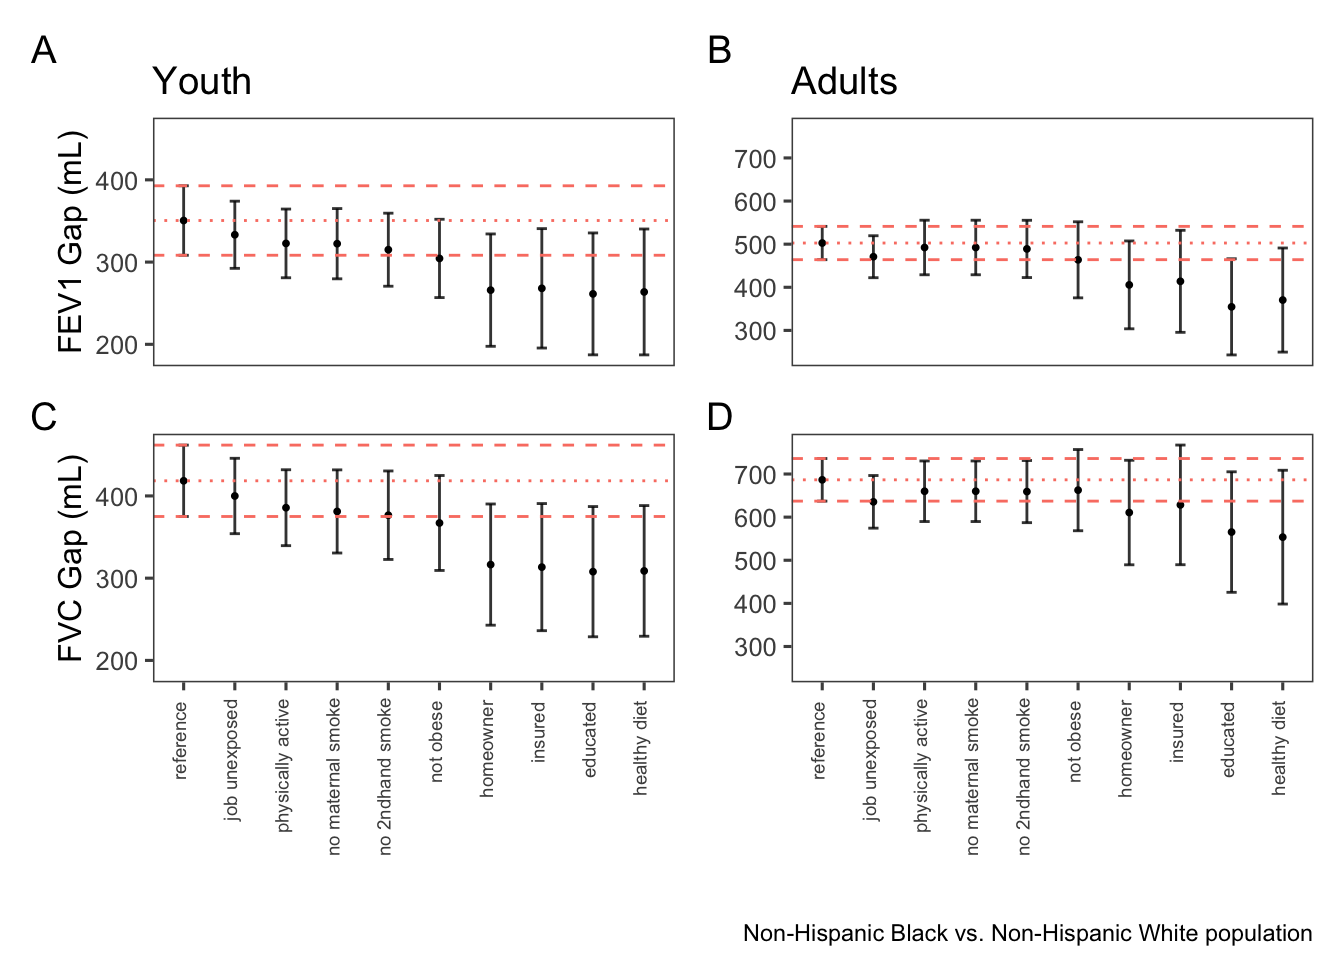 A
B
Youth
Adults
FEV1 Gap (mL)
400
300
200
700
600
500
400
300
C
D
FVC Gap (mL)
400
300
200
700
600
500
400
300
reference
job unexposed
physically active
no maternal smoke
no 2ndhand smoke
not obese
homeowner
insured
educated
healthy diet
reference
job unexposed
physically active
no maternal smoke
no 2ndhand smoke
not obese
homeowner
insured
educated
healthy diet
Non-Hispanic Black vs. Non-Hispanic White population